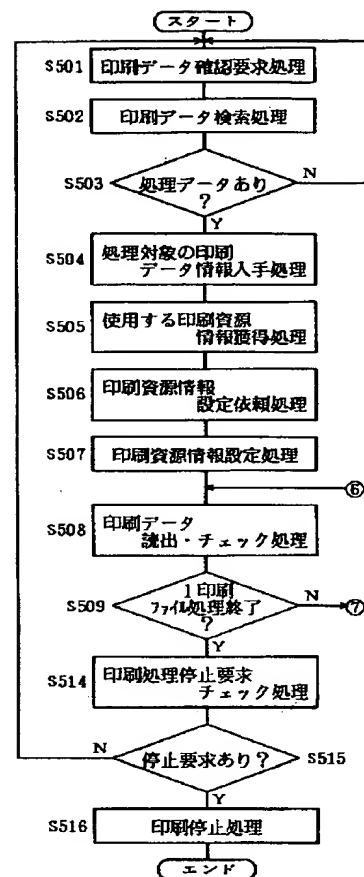 スタート
S501
印刷データ確認要求処理
S502
印刷データ検索処理
S503
処理データあり
?
N
Y
S504
処理対象の印刷
データ情報入手処理
S505
使用する印刷資源
情報獲得処理
S506
印刷資源情報
設定依頼処理
S507
印刷資源情報設定処理
⑥
S508
印刷データ
読出・チェック処理
S509
1印刷
ファイル処理終了
?
N
⑦
Y
S514
印刷処理停止要求
チェック処理
N
停止要求あり?
S515
Y
S516
印刷停止処理
エンド